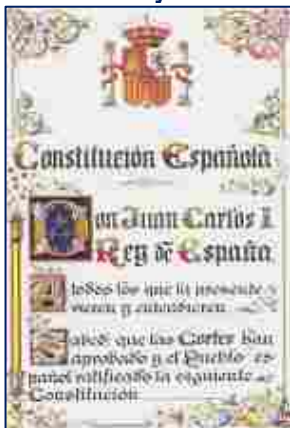 Constitución Española
Don Juan Carlos I
Rey de España
A todos los que la presente
vieren y entendieren.
Sabed: que las Cortes han
aprobado y el Pueblo es-
pañol ratificado la siguiente
Constitución